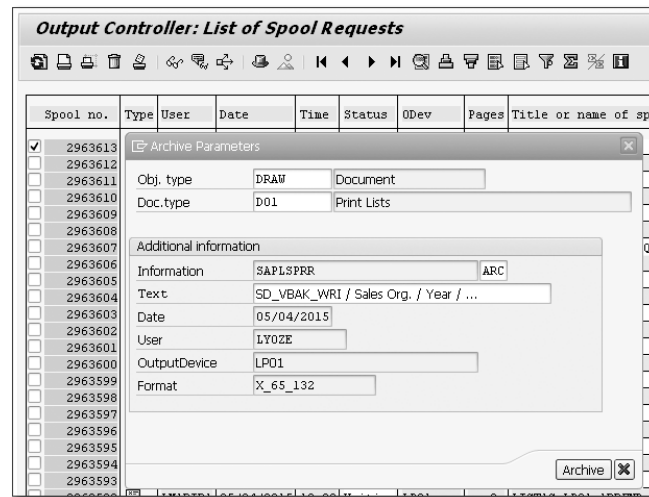 Output Controller: List of Spool Requests
Spool no. Type User Date Time Status ODev Pages Title or name of sp
2963613
Archive Parameters
2963612
2963611
Obj. type DRAW Document
2963610
Doc.type D01 Print Lists
2963609
2963608
2963607
Additional information
2963606
Information SAPLSPRR ARC
2963605
2963604
Text SD_VBAK_WRI / Sales Org. / Year / ...
2963603
Date 05/04/2015
2963602
User LYOZE
2963601
2963600
OutputDevice LP01
2963599
Format X_65_132
2963598
2963597
2963596
2963595
2963594
Archive
2963593